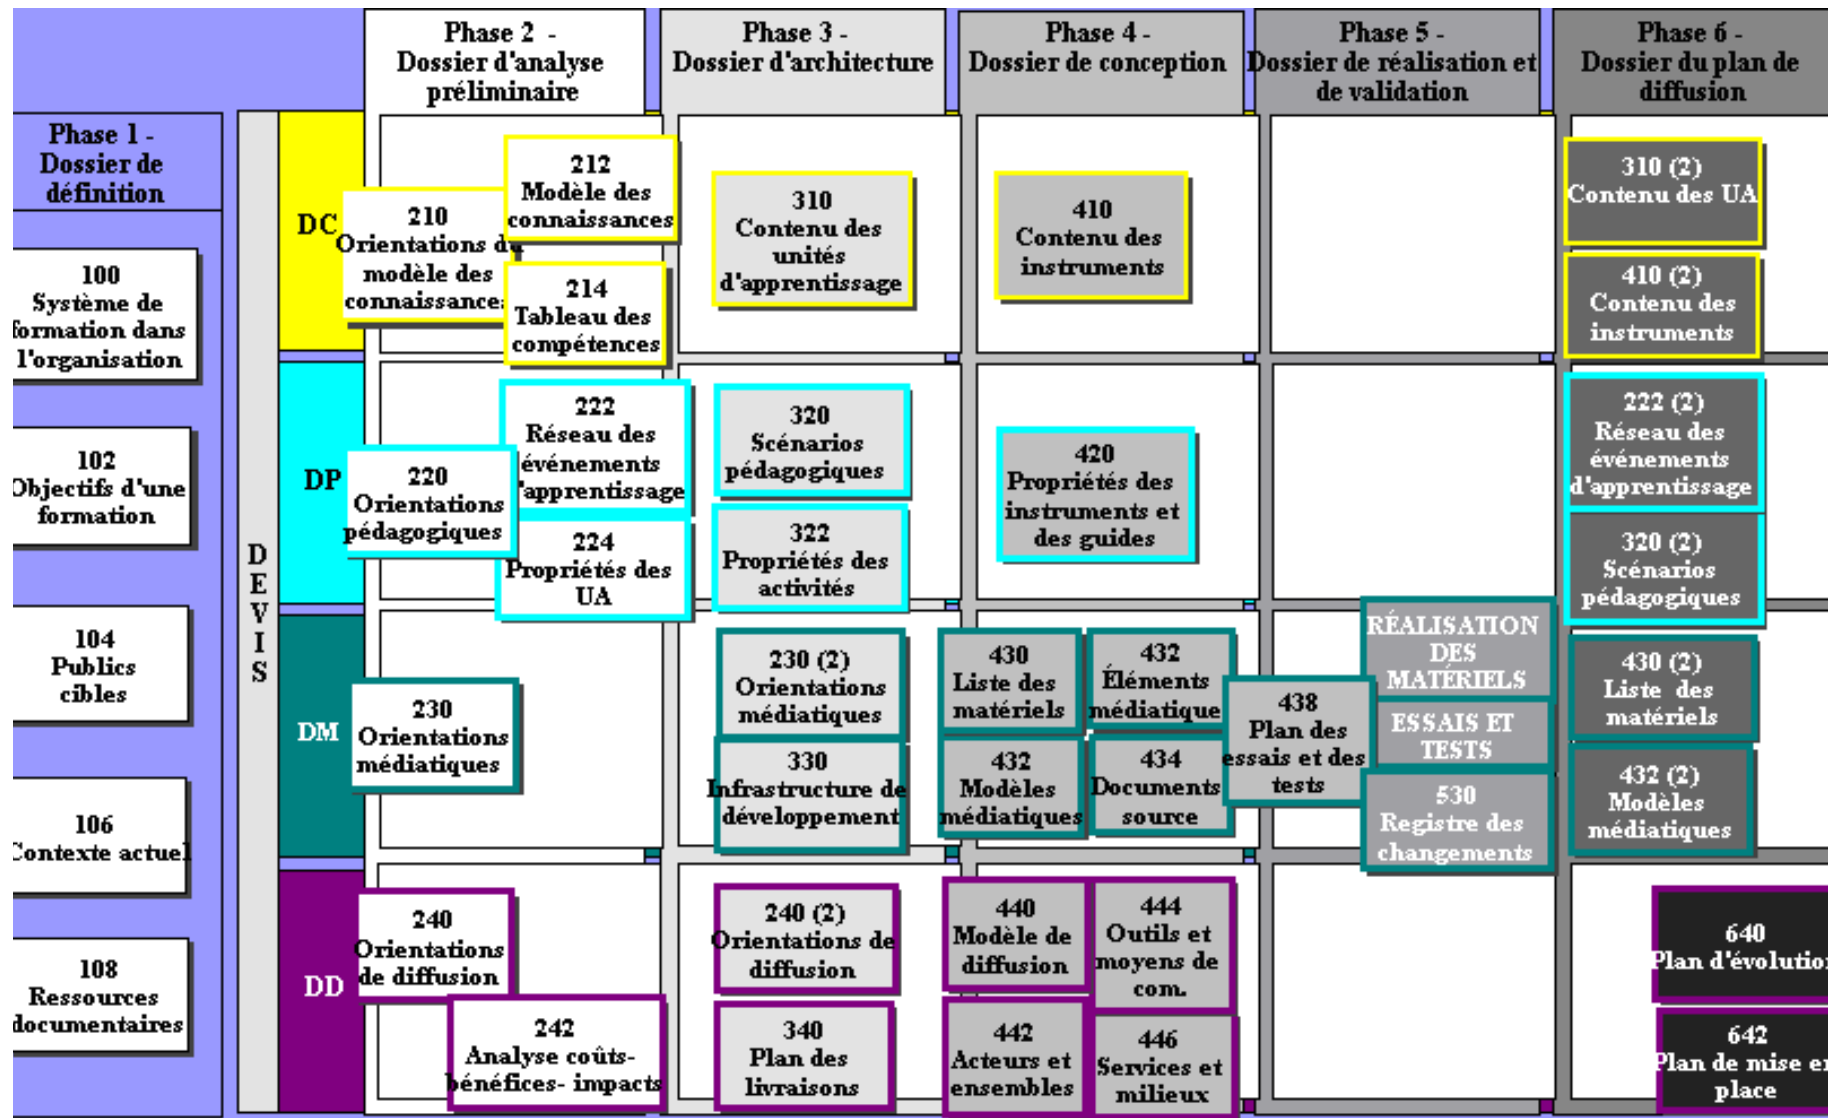 Phase 1 -
Dossier de
définition
100
Système de
formation dans
l'organisation
102
Objectifs d'une
formation
104
Publics
cibles
106
Contexte actuel
108
Ressources
documentaires
D
E
V
I
S
DC
DP
DM
DD
Phase 2 -
Dossier d'analyse
préliminaire
210
Orientations du
modèle des
connaissances
212
Modèle des
connaissances
214
Tableau des
compétences
220
Orientations
pédagogiques
222
Réseau des
événements
'apprentissage
224
Propriétés des
UA
230
Orientations
médiatiques
240
Orientations
de diffusion
242
Analyse coûts-
bénéfices- impacts
Phase 3 -
Dossier d'architecture
310
Contenu des
unités
d'apprentissage
320
Scénarios
pédagogiques
322
Propriétés des
activités
230 (2)
Orientations
médiatiques
330
Infrastructure de
développement
240 (2)
Orientations de
diffusion
340
Plan des
livraisons
Phase 4 -
Dossier de conception
410
Contenu des
instruments
420
Propriétés des
instruments et
des guides
430
Liste des
matériels
432
Éléments
médiatique
432
Modèles
médiatiques
434
Documents
source
438
Plan des
essais et des
tests
440
Modèle de
diffusion
444
Outils et
moyens de
com.
442
Acteurs et
ensembles
446
Services et
milieux
Phase 5 -
Dossier de réalisation et
de validation
RÉALISATION
DES
MATÉRIELS
ESSAIS ET
TESTS
530
Registre des
changements
Phase 6 -
Dossier du plan de
diffusion
310 (2)
Contenu des UA
410 (2)
Contenu des
instruments
222 (2)
Réseau des
événements
d'apprentissage
320 (2)
Scénarios
pédagogiques
430 (2)
Liste des
matériels
432 (2)
Modèles
médiatiques
640
Plan d'évolution
642
Plan de mise en
place